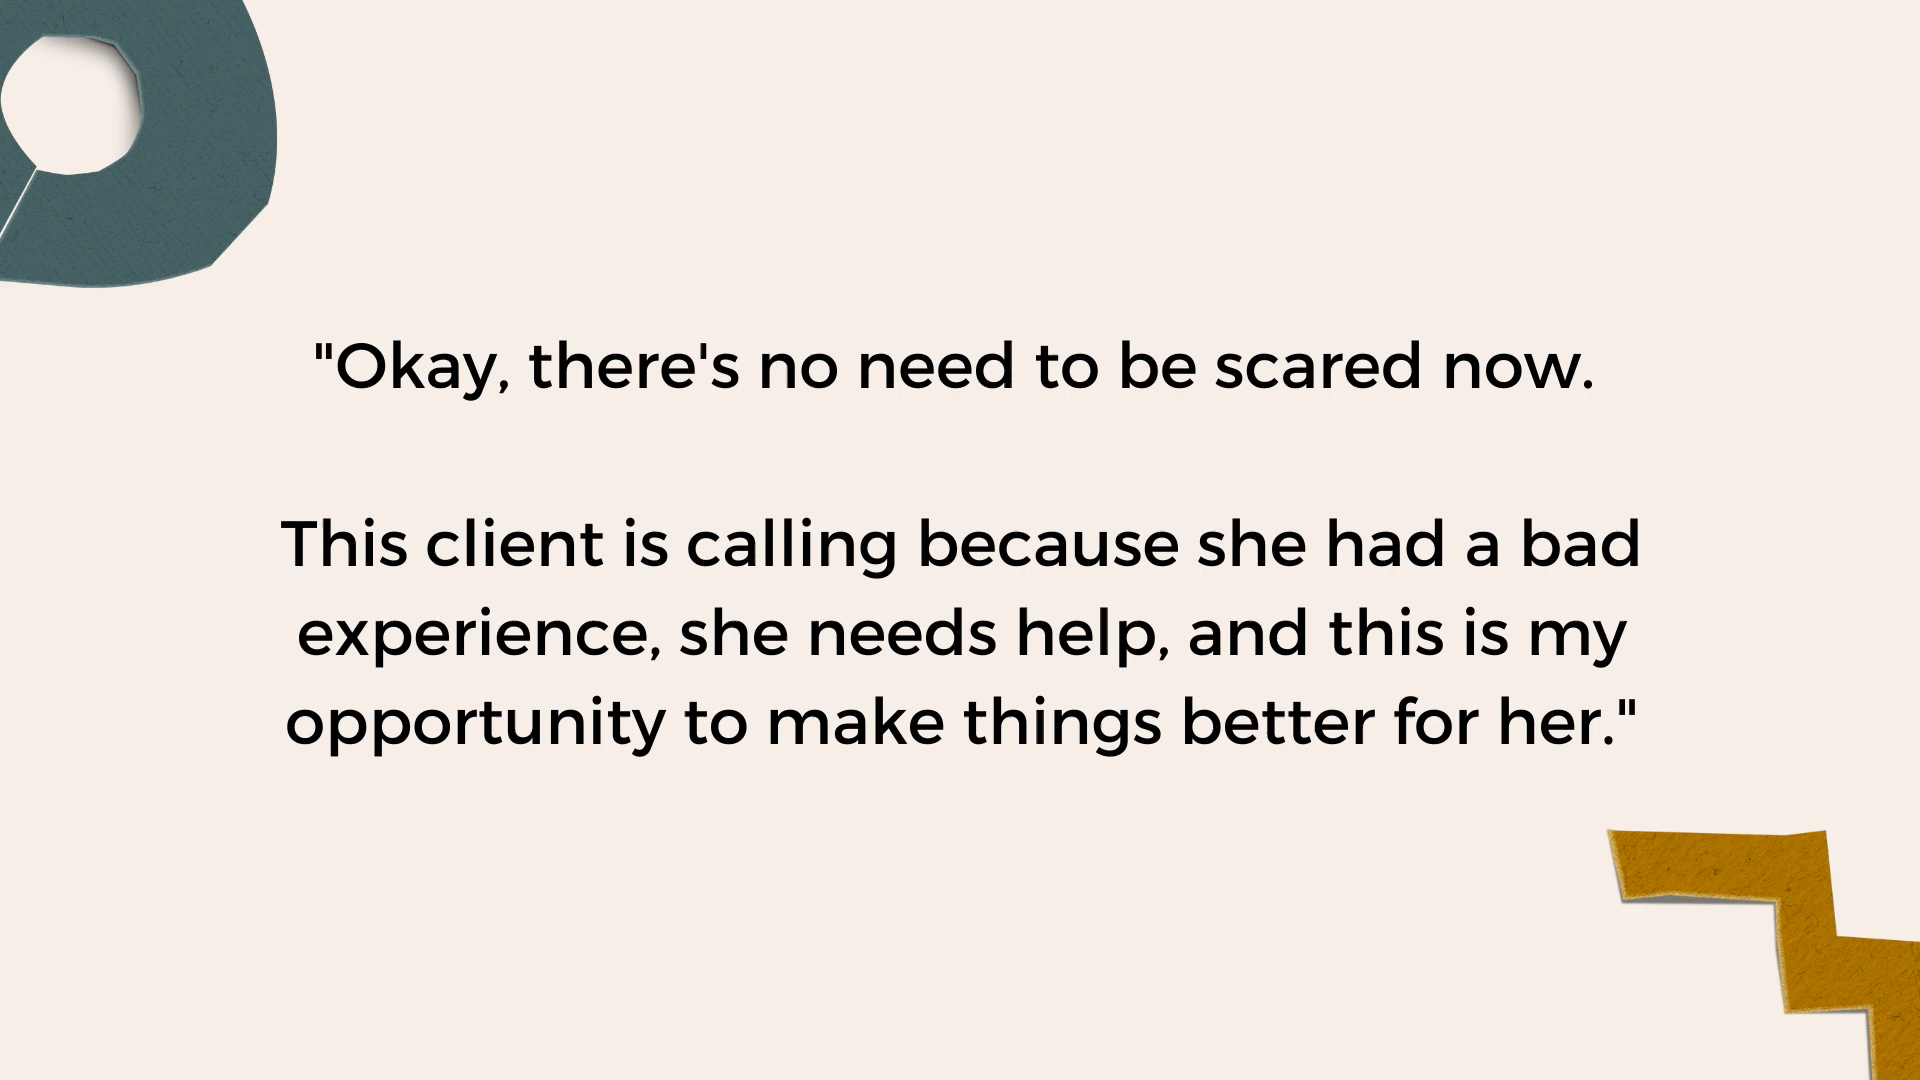 "Okay, there's no need to be scared now.
This client is calling because she had a bad
experience, she needs help, and this is my
opportunity to make things better for her."